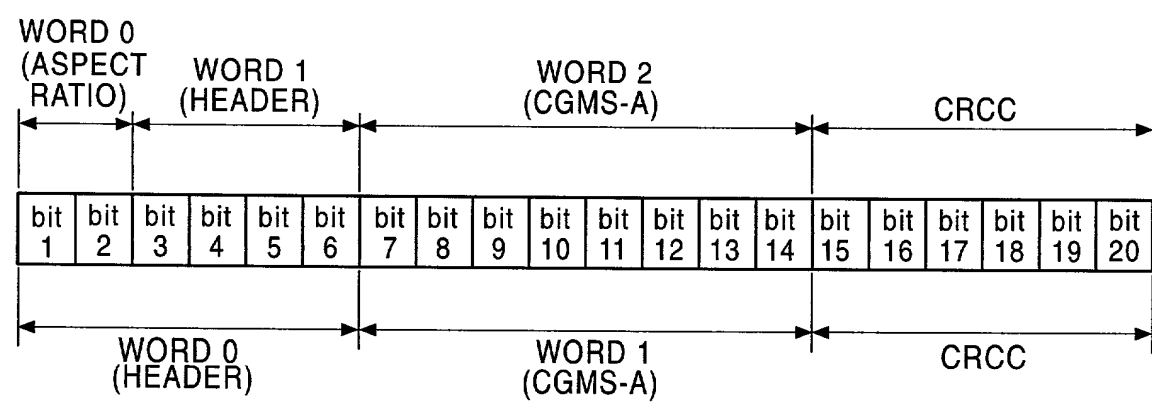 WORD 0
(ASPECT
RATIO)
WORD 1
(HEADER)
WORD 2
(CGMS-A)
CRCC
bit 1
bit 2
bit 3
bit 4
bit 5
bit 6
bit 7
bit 8
bit 9
bit 10
bit 11
bit 12
bit 13
bit 14
bit 15
bit 16
bit 17
bit 18
bit 19
bit 20
WORD 0
(HEADER)
WORD 1
(CGMS-A)
CRCC